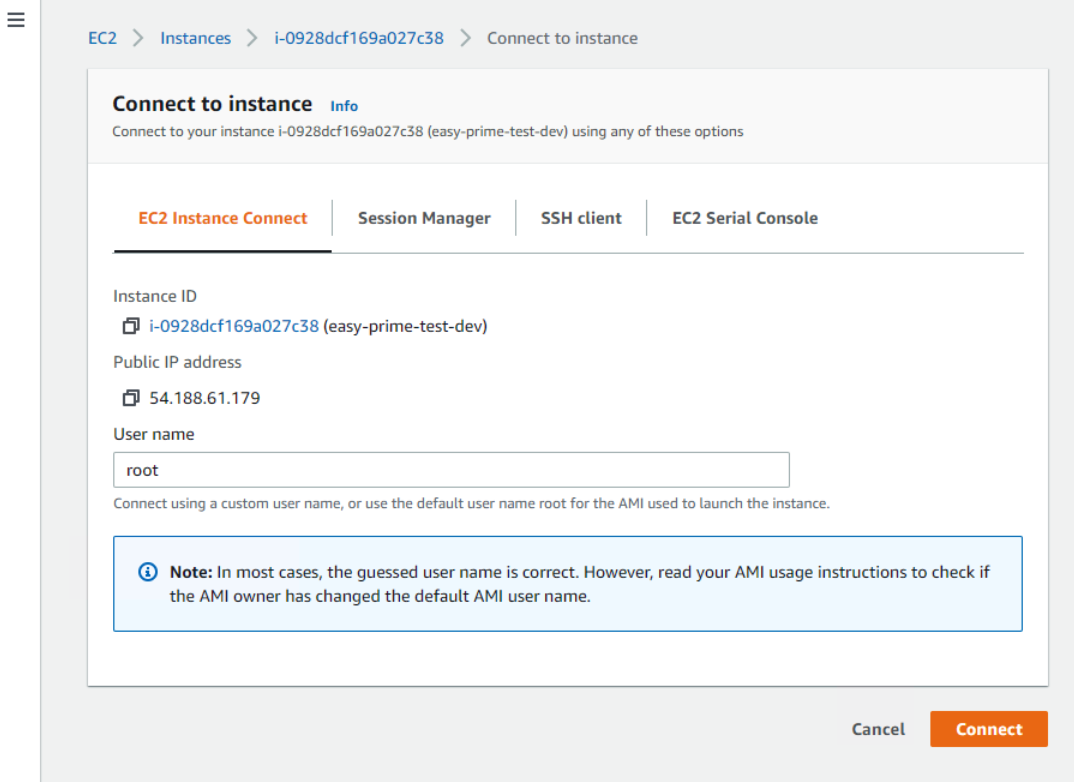 EC2 > Instances > i-0928dcf169a027c38 > Connect to instance
Connect to instance Info
Connect to your instance i-0928dcf169a027c38 (easy-prime-test-dev) using any of these options
EC2 Instance Connect Session Manager SSH client EC2 Serial Console
Instance ID
i-0928dcf169a027c38 (easy-prime-test-dev)
Public IP address
54.188.61.179
User name
root
Connect using a custom user name, or use the default user name root for the AMI used to launch the instance.
Note: In most cases, the guessed user name is correct. However, read your AMI usage instructions to check if
the AMI owner has changed the default AMI user name.
Cancel Connect